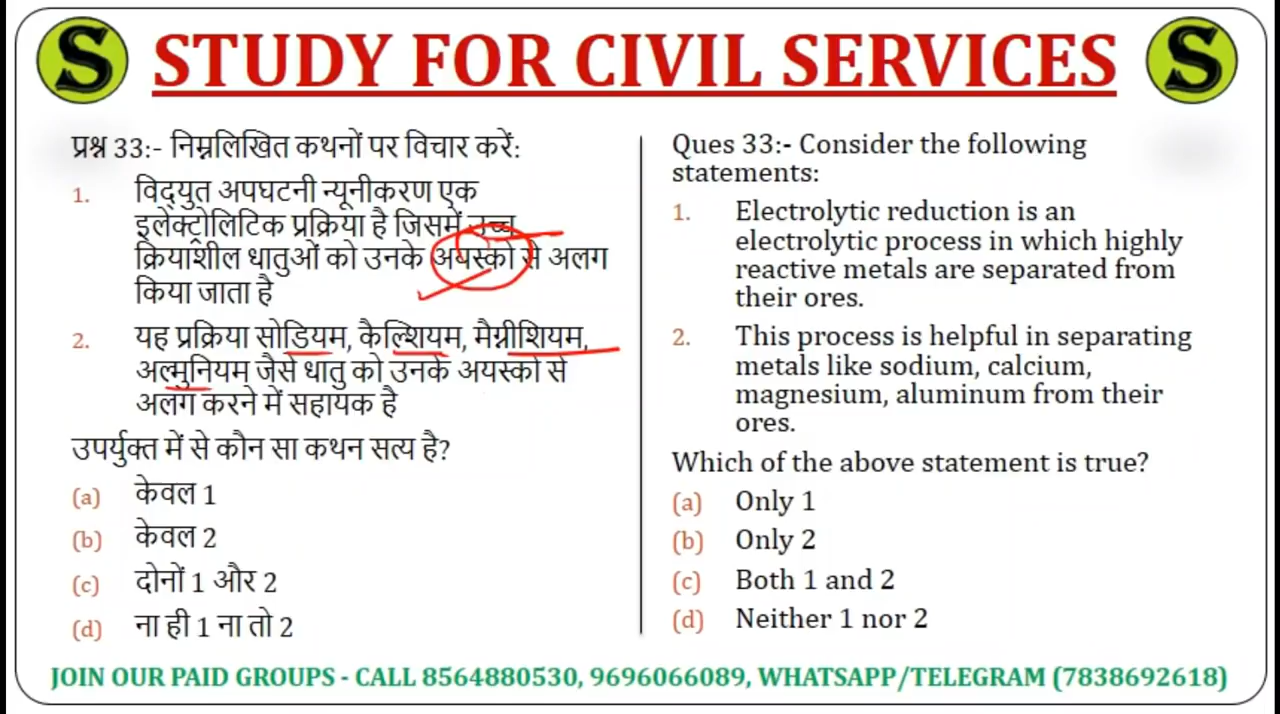 S STUDY FOR CIVIL SERVICES S
प्रश्न 33:- निम्नलिखित कथनों पर विचार करें:
1. विद्युत अपघटनी न्यूनीकरण एक
इलेक्ट्रोलिटिक प्रक्रिया है जिसमें उच्च
क्रियाशील धातुओं को उनके अयस्को से अलग
किया जाता है
2. यह प्रक्रिया सोडियम, कैल्शियम, मैग्नीशियम,
अल्मुनियम जैसे धातु को उनके अयस्को से
अलग करने में सहायक है
उपर्युक्त में से कौन सा कथन सत्य है?
(a) केवल 1
(b) केवल 2
(c) दोनों 1 और 2
(d) ना ही 1 ना तो 2
Ques 33:- Consider the following
statements:
1. Electrolytic reduction is an
electrolytic process in which highly
reactive metals are separated from
their ores.
2. This process is helpful in separating
metals like sodium, calcium,
magnesium, aluminum from their
ores.
Which of the above statement is true?
(a) Only 1
(b) Only 2
(c) Both 1 and 2
(d) Neither 1 nor 2
JOIN OUR PAID GROUPS - CALL 8564880530, 9696066089, WHATSAPP/TELEGRAM (7838692618)